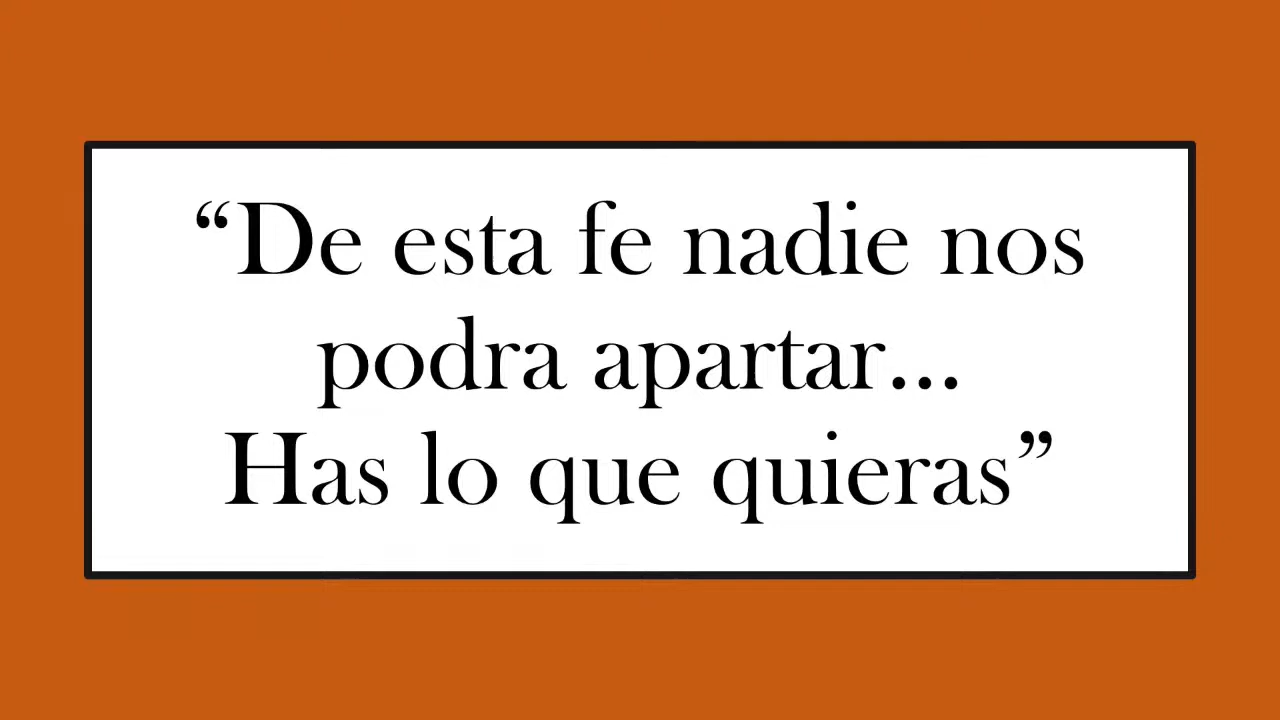 “De esta fe nadie nos
podra apartar...
Has lo que quieras”